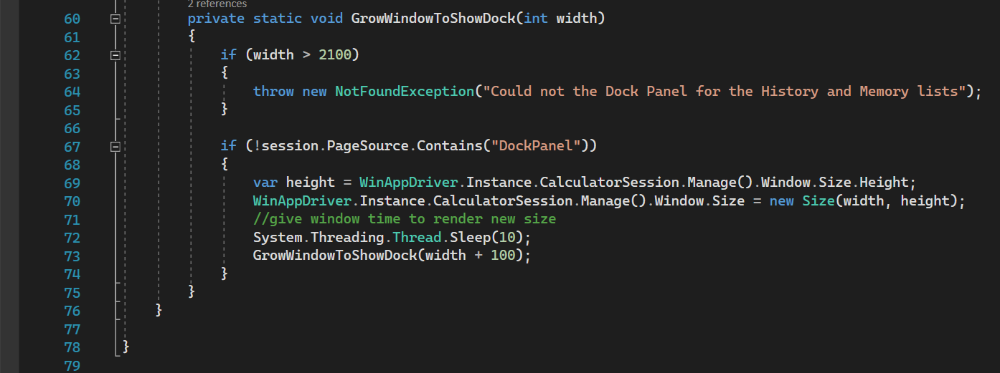 2 references
60 private static void GrowWindowToShowDock(int width)
61 {
62 if (width > 2100)
63 {
64 throw new NotFoundException("Could not the Dock Panel for the History and Memory lists");
65 }
66
67 if (!session.PageSource.Contains("DockPanel"))
68 {
69 var height = WinAppDriver.Instance.CalculatorSession.Manage().Window.Size.Height;
70 WinAppDriver.Instance.CalculatorSession.Manage().Window.Size = new Size(width, height);
71 //give window time to render new size
72 System.Threading.Thread.Sleep(10);
73 GrowWindowToShowDock(width + 100);
74 }
75 }
76 }
77
78 }
79